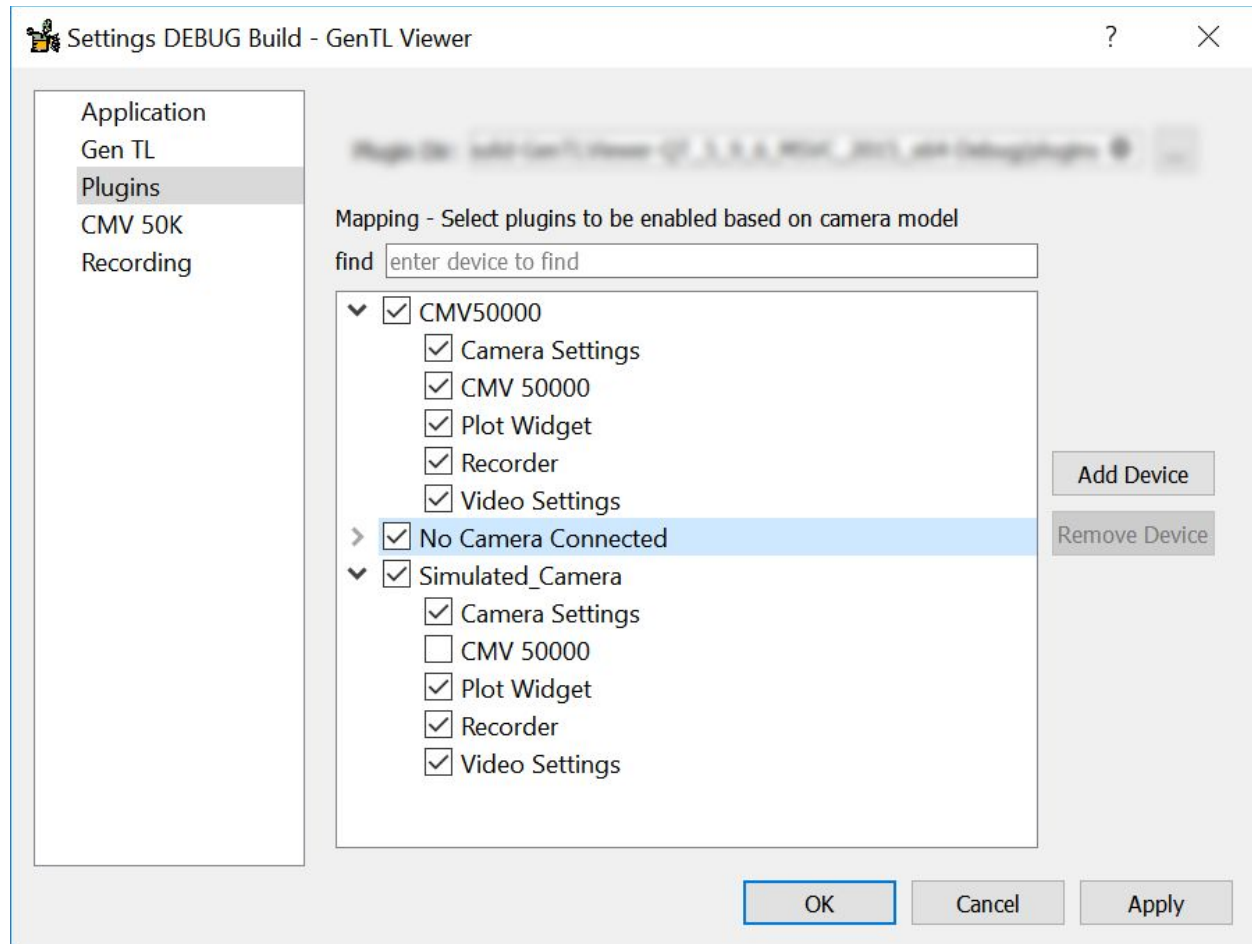 Settings DEBUG Build - GenTL Viewer
Application
Gen TL
Plugins
CMV 50K
Recording
Mapping - Select plugins to be enabled based on camera model
find enter device to find
CMV50000
Camera Settings
CMV 50000
Plot Widget
Recorder
Video Settings
No Camera Connected
Simulated_Camera
Camera Settings
CMV 50000
Plot Widget
Recorder
Video Settings
Add Device
Remove Device
OK Cancel Apply